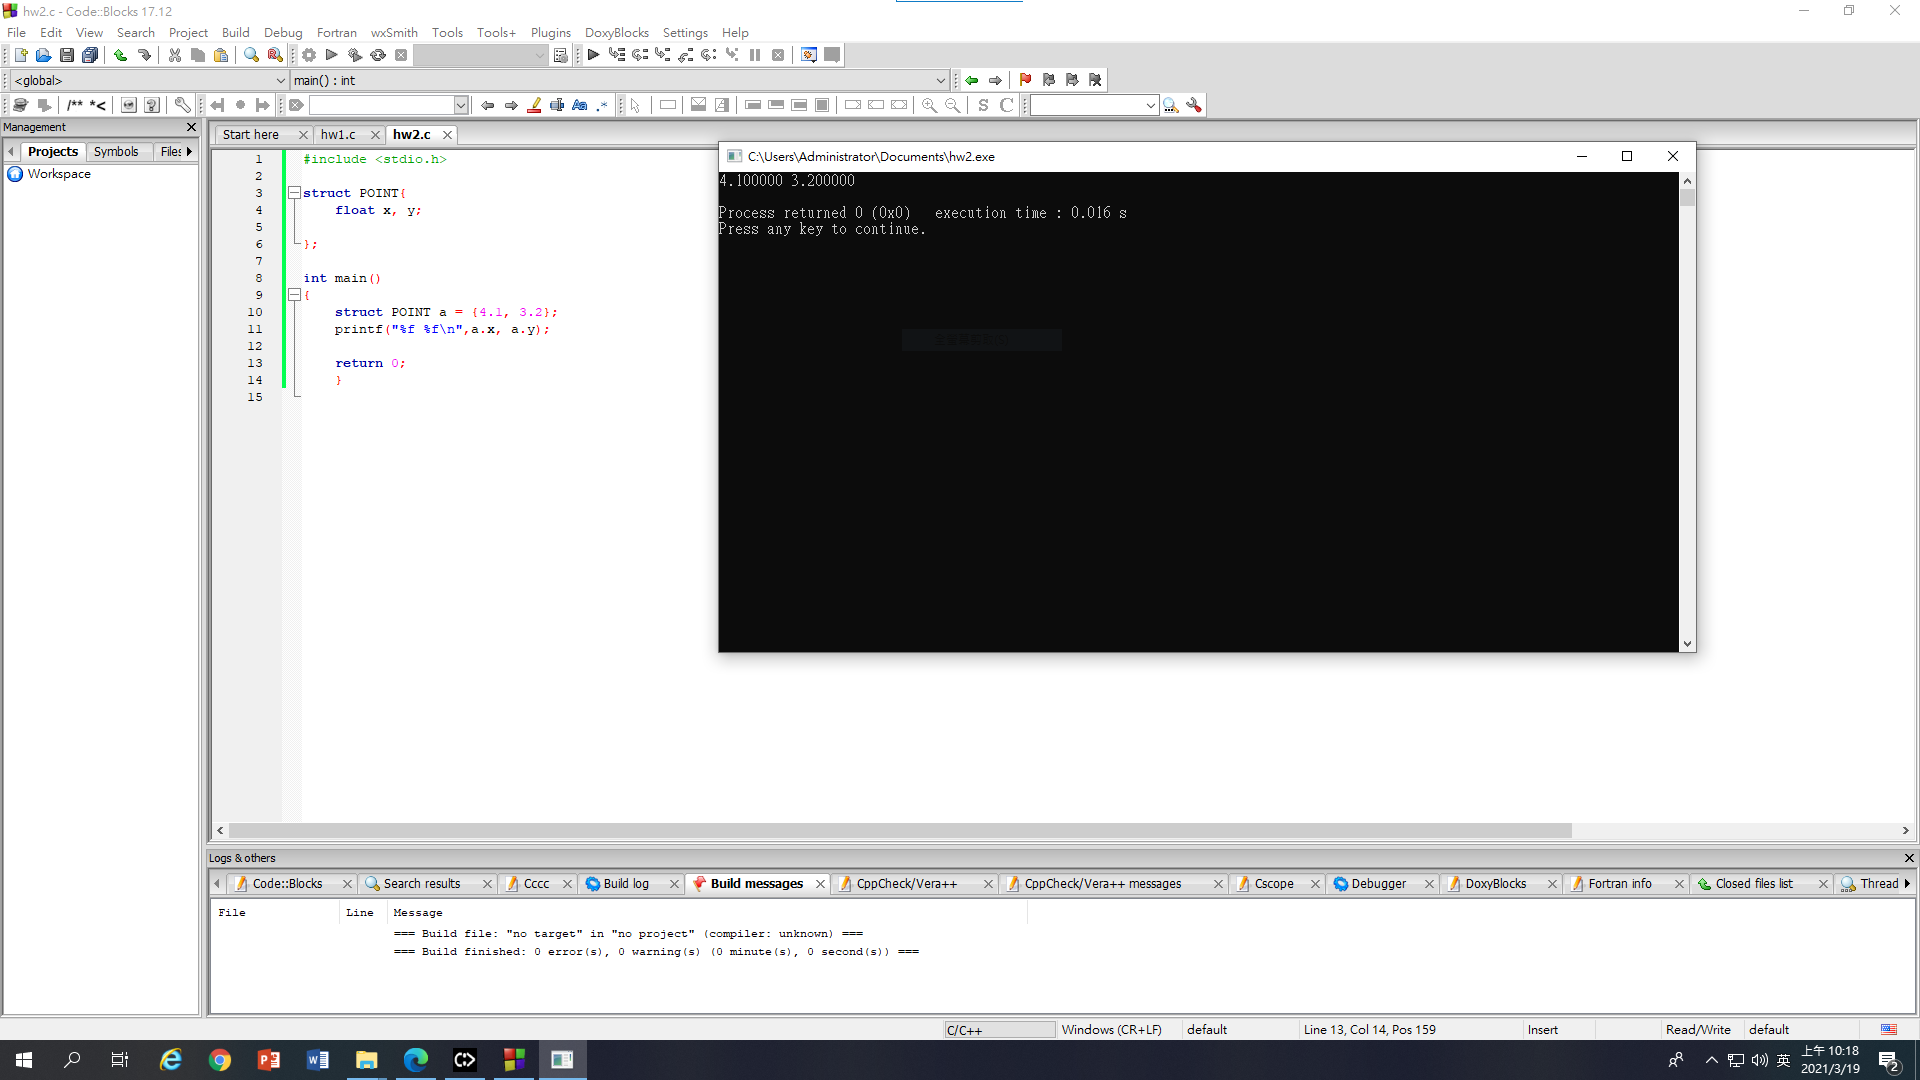 hw2.c - Code::Blocks 17.12
File Edit View Search Project Build Debug Fortran wxSmith Tools Tools+ Plugins DoxyBlocks Settings Help
<global> main() : int
/** *< Aa .* S C
Management
Projects Symbols Files
Workspace
Start here hw1.c hw2.c
1 #include <stdio.h>
2
3 struct POINT{
4 float x, y;
5
6 };
7
8 int main()
9 {
10 struct POINT a = {4.1, 3.2};
11 printf("%f %f\n",a.x, a.y);
12
13 return 0;
14 }
15
C:\Users\Administrator\Documents\hw2.exe
4.100000 3.200000
Process returned 0 (0x0) execution time : 0.016 s
Press any key to continue.
Logs & others
Code::Blocks Search results Cccc Build log Build messages CppCheck/Vera++ CppCheck/Vera++ messages Cscope Debugger DoxyBlocks Fortran info Closed files list Thread
File Line Message
=== Build file: "no target" in "no project" (compiler: unknown) ===
=== Build finished: 0 error(s), 0 warning(s) (0 minute(s), 0 second(s)) ===
C/C++ Windows (CR+LF) default Line 13, Col 14, Pos 159 Insert Read/Write default
英 上午 10:18
2021/3/19 2